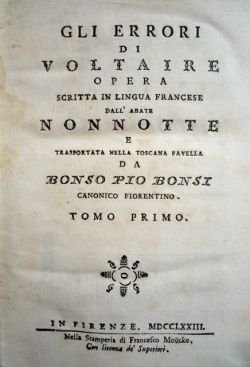 GLI ERRORI
DI
VOLTAIRE
OPERA
SCRITTA IN LINGUA FRANCESE
DALL' ABATE
NONNOTTE
E
TRASPORTATA NELLA TOSCANA FAVELLA
DA
BONSO PIO BONSI
CANONICO FIORENTINO.
TOMO PRIMO.
IN FIRENZE. MDCCLXXIII.
Nella Stamperia di Francesco Moücke,
Con licenza de' Superiori.